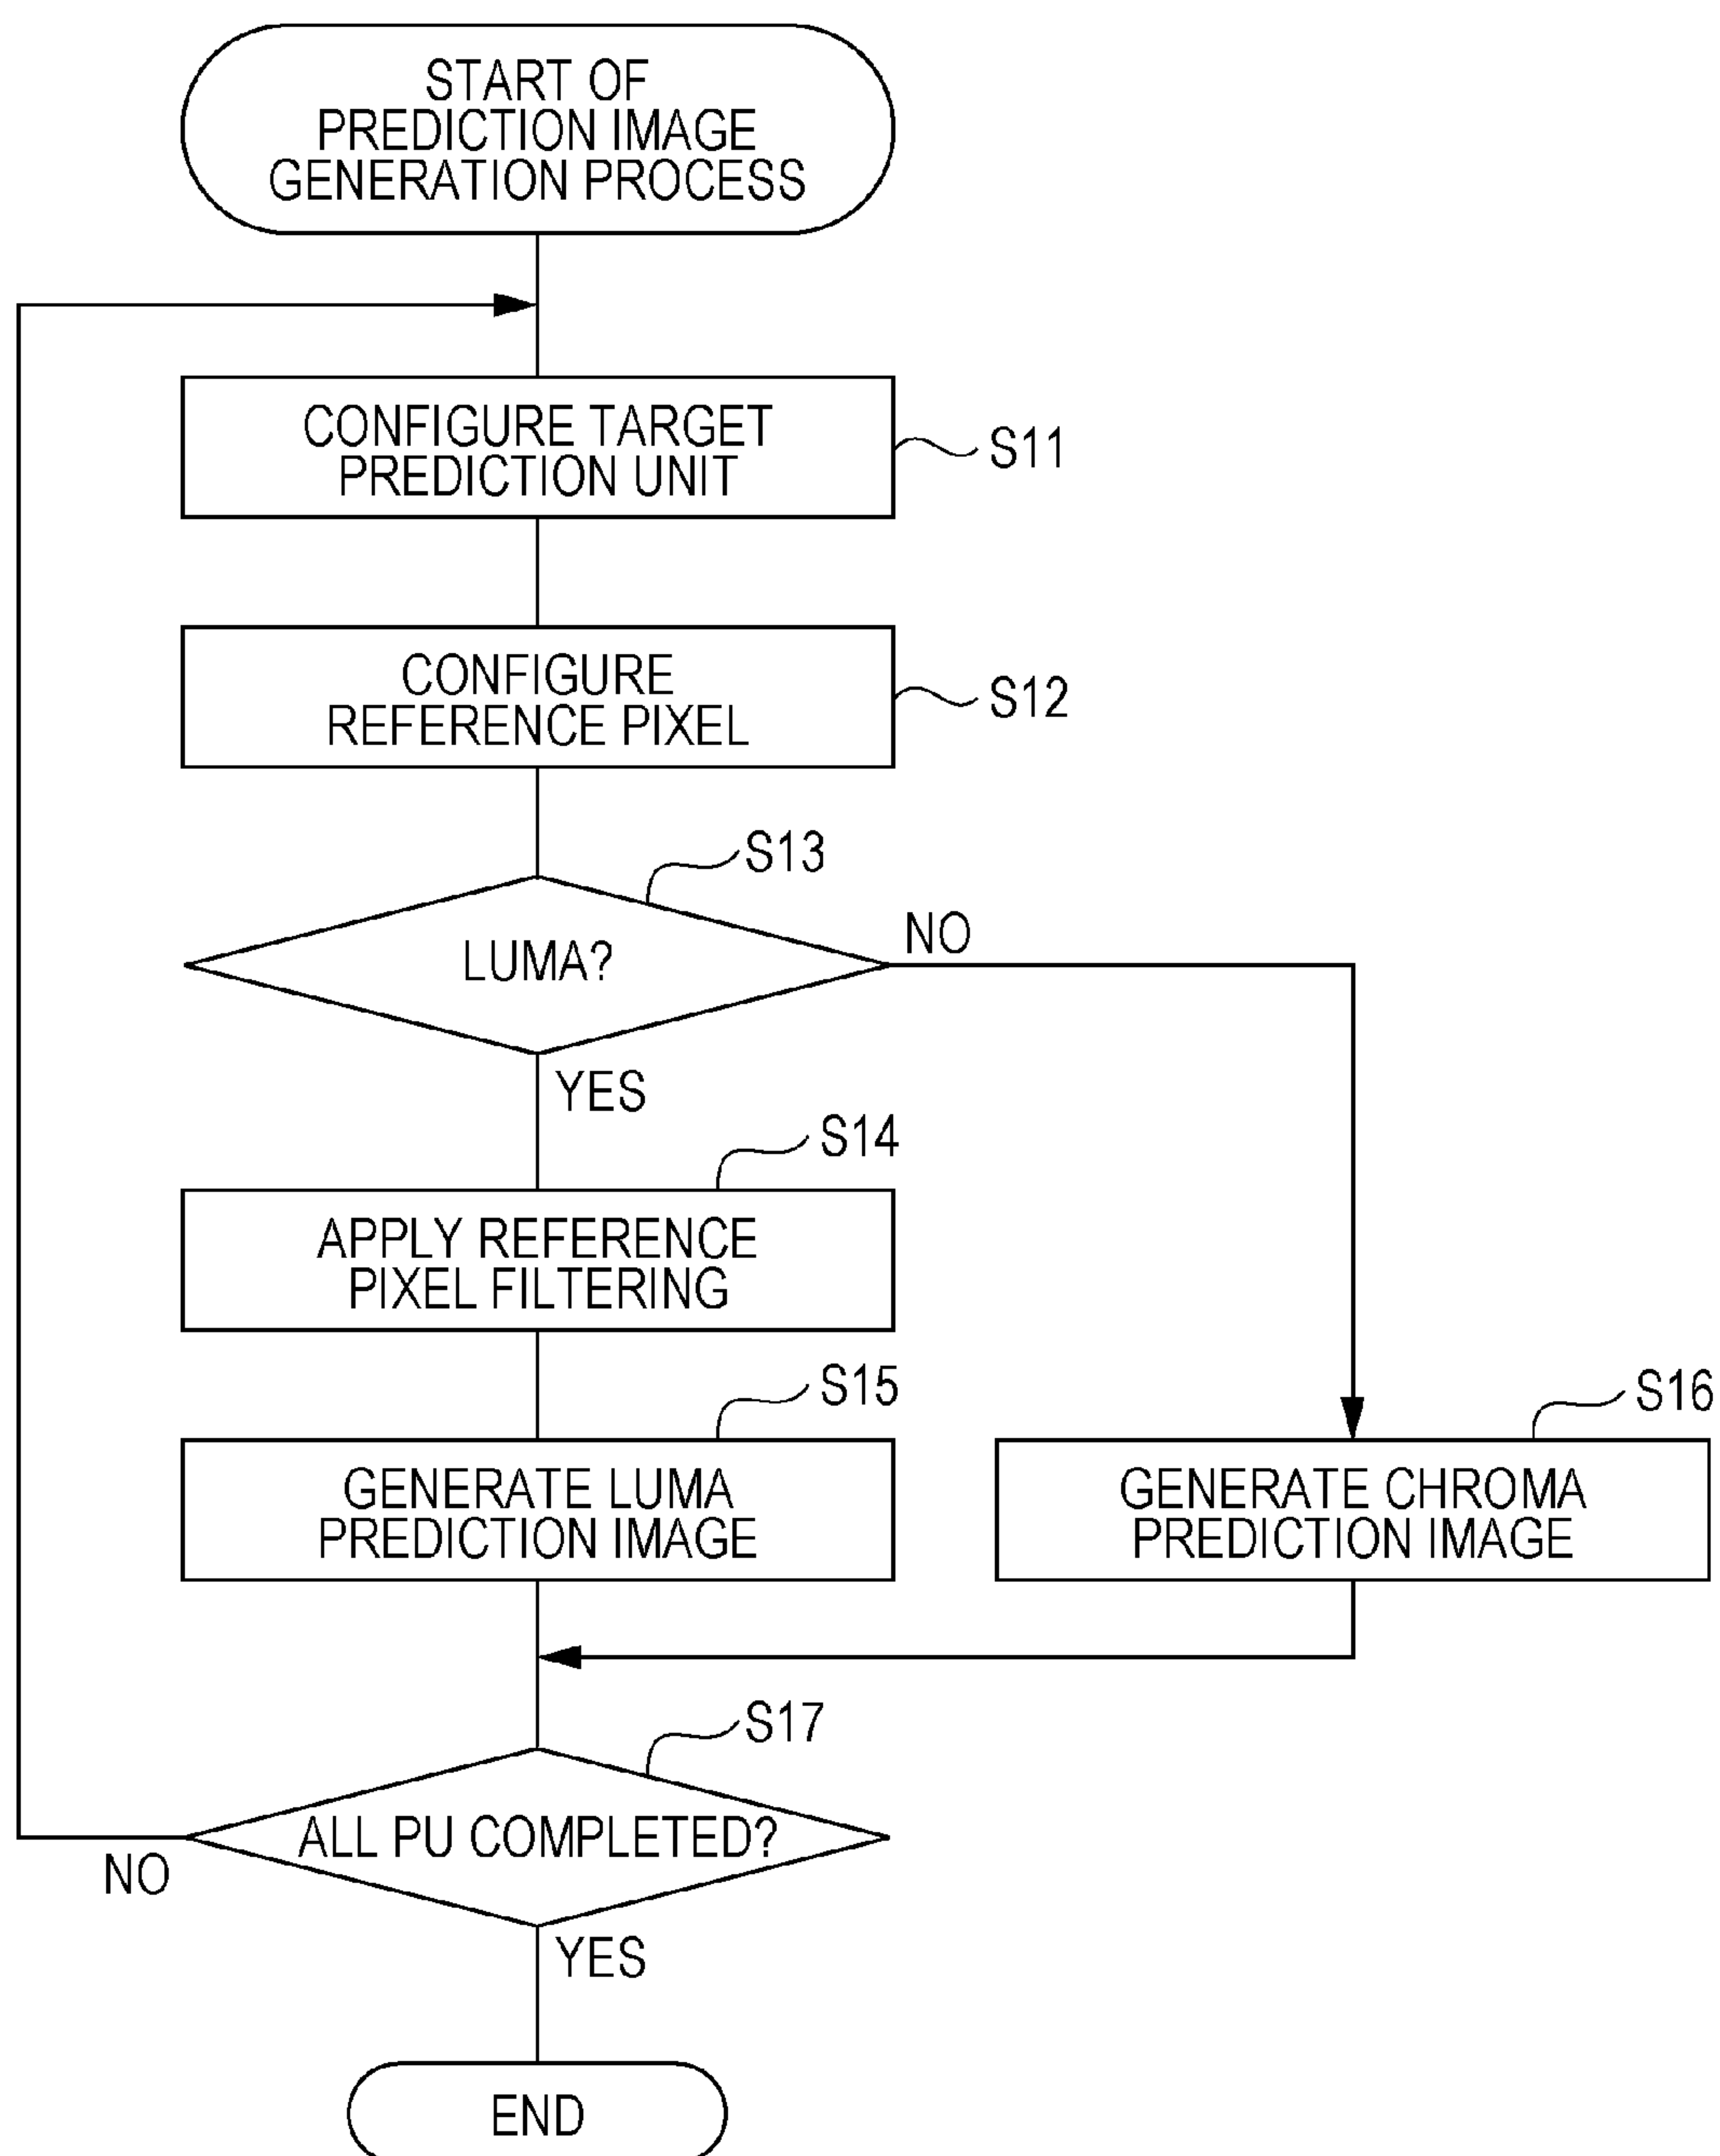 START OF
PREDICTION IMAGE
GENERATION PROCESS
CONFIGURE TARGET
PREDICTION UNIT
S11
CONFIGURE
REFERENCE PIXEL
S12
S13
LUMA?
NO
YES
S14
APPLY REFERENCE
PIXEL FILTERING
S15
GENERATE LUMA
PREDICTION IMAGE
S16
GENERATE CHROMA
PREDICTION IMAGE
S17
ALL PU COMPLETED?
NO
YES
END